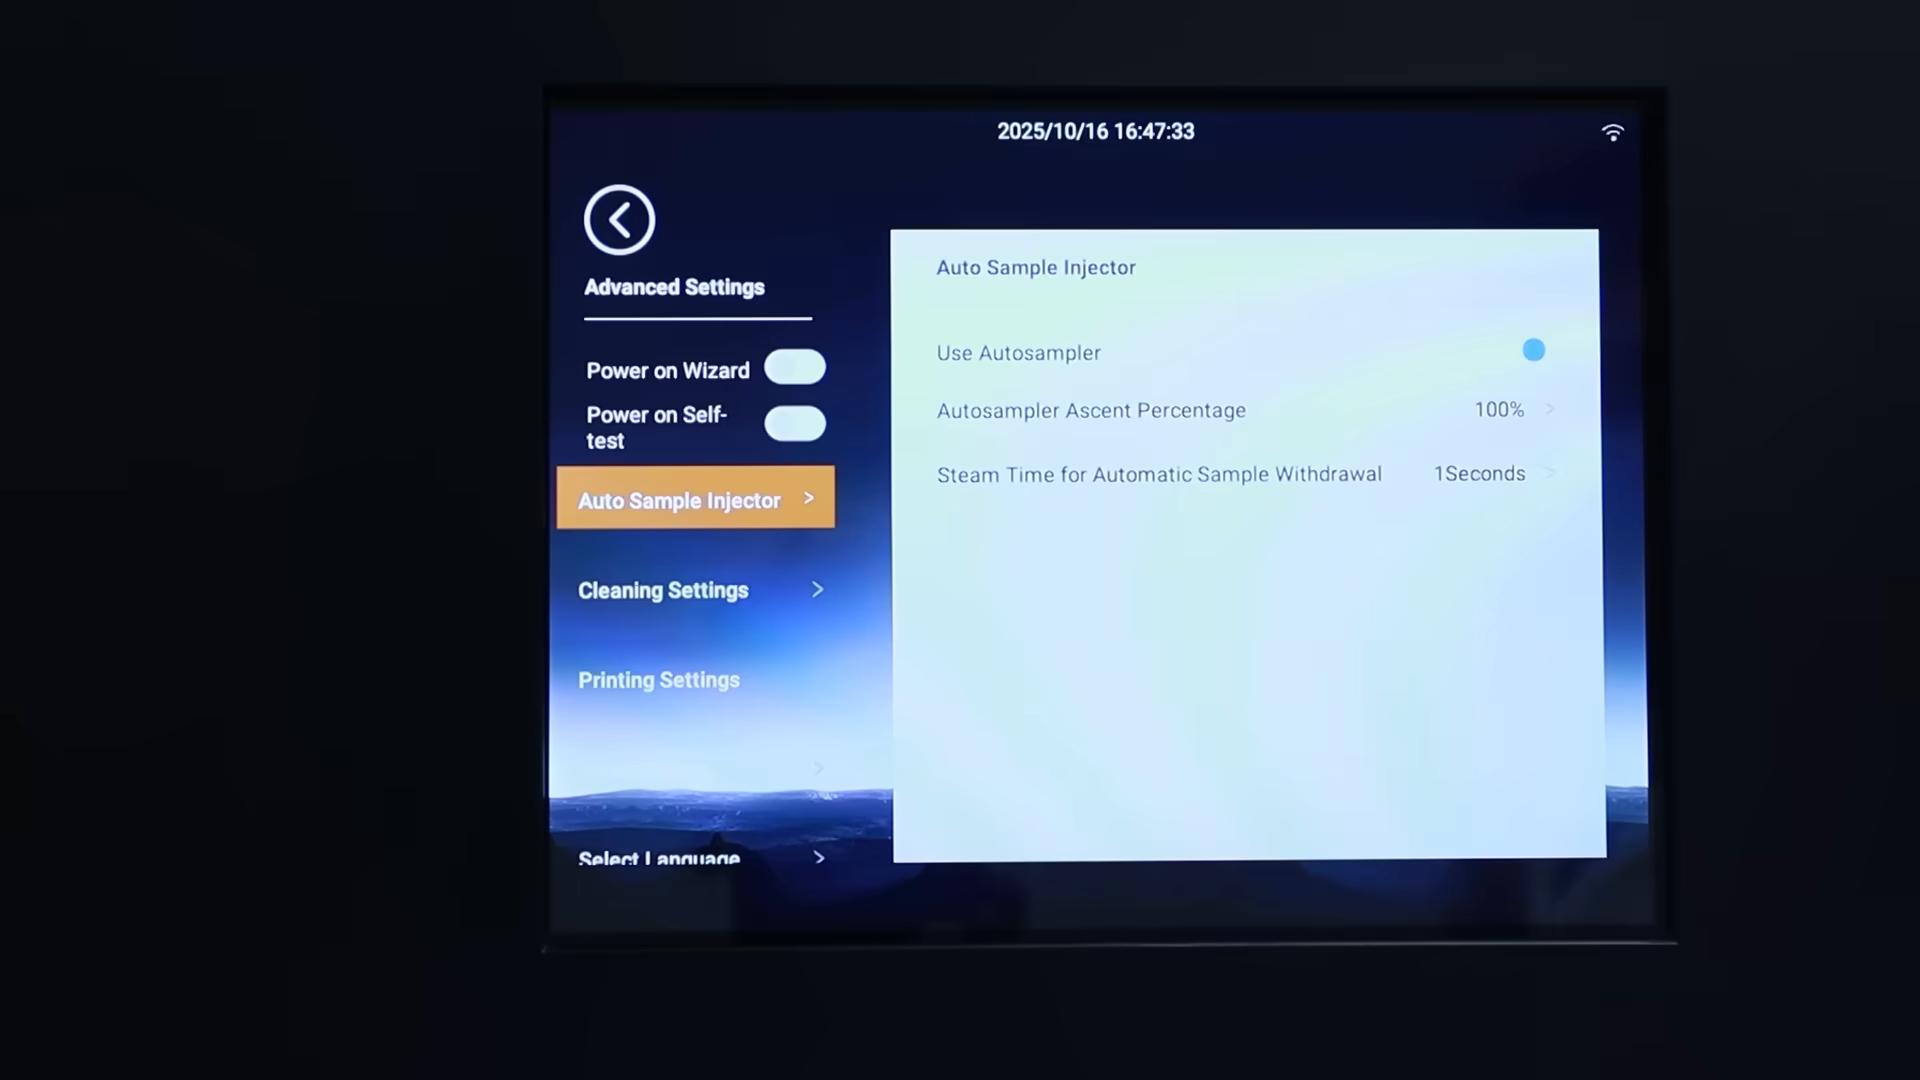 2025/10/16 16:47:33
Advanced Settings
Power on Wizard
Power on Self-
test
Auto Sample Injector >
Cleaning Settings >
Printing Settings
>
Select Language >
Auto Sample Injector
Use Autosampler
Autosampler Ascent Percentage 100% >
Steam Time for Automatic Sample Withdrawal 1Seconds >